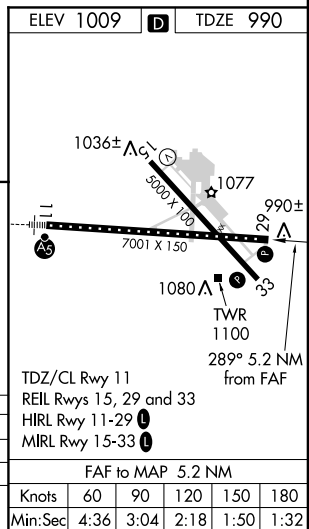 ELEV 1009
D
TDZE 990
1036±
V
15
1077
5000 X 100
11
990±
29
A5
7001 X 150
P
1080
P
33
TWR
1100
289° 5.2 NM
from FAF
TDZ/CL Rwy 11
REIL Rwys 15, 29 and 33
HIRL Rwy 11-29 L
MIRL Rwy 15-33 L
FAF to MAP 5.2 NM
Knots 60 90 120 150 180
Min:Sec 4:36 3:04 2:18 1:50 1:32